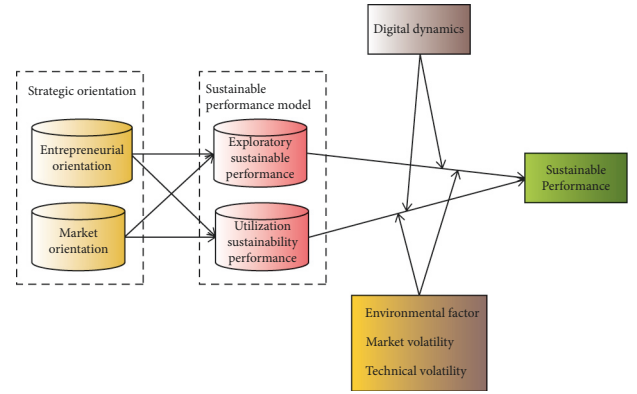 Digital dynamics
Strategic orientation
Entrepreneurial
orientation
Market
orientation
Sustainable
performance model
Exploratory
sustainable
performance
Utilization
sustainability
performance
Sustainable
Performance
Environmental factor
Market volatility
Technical volatility